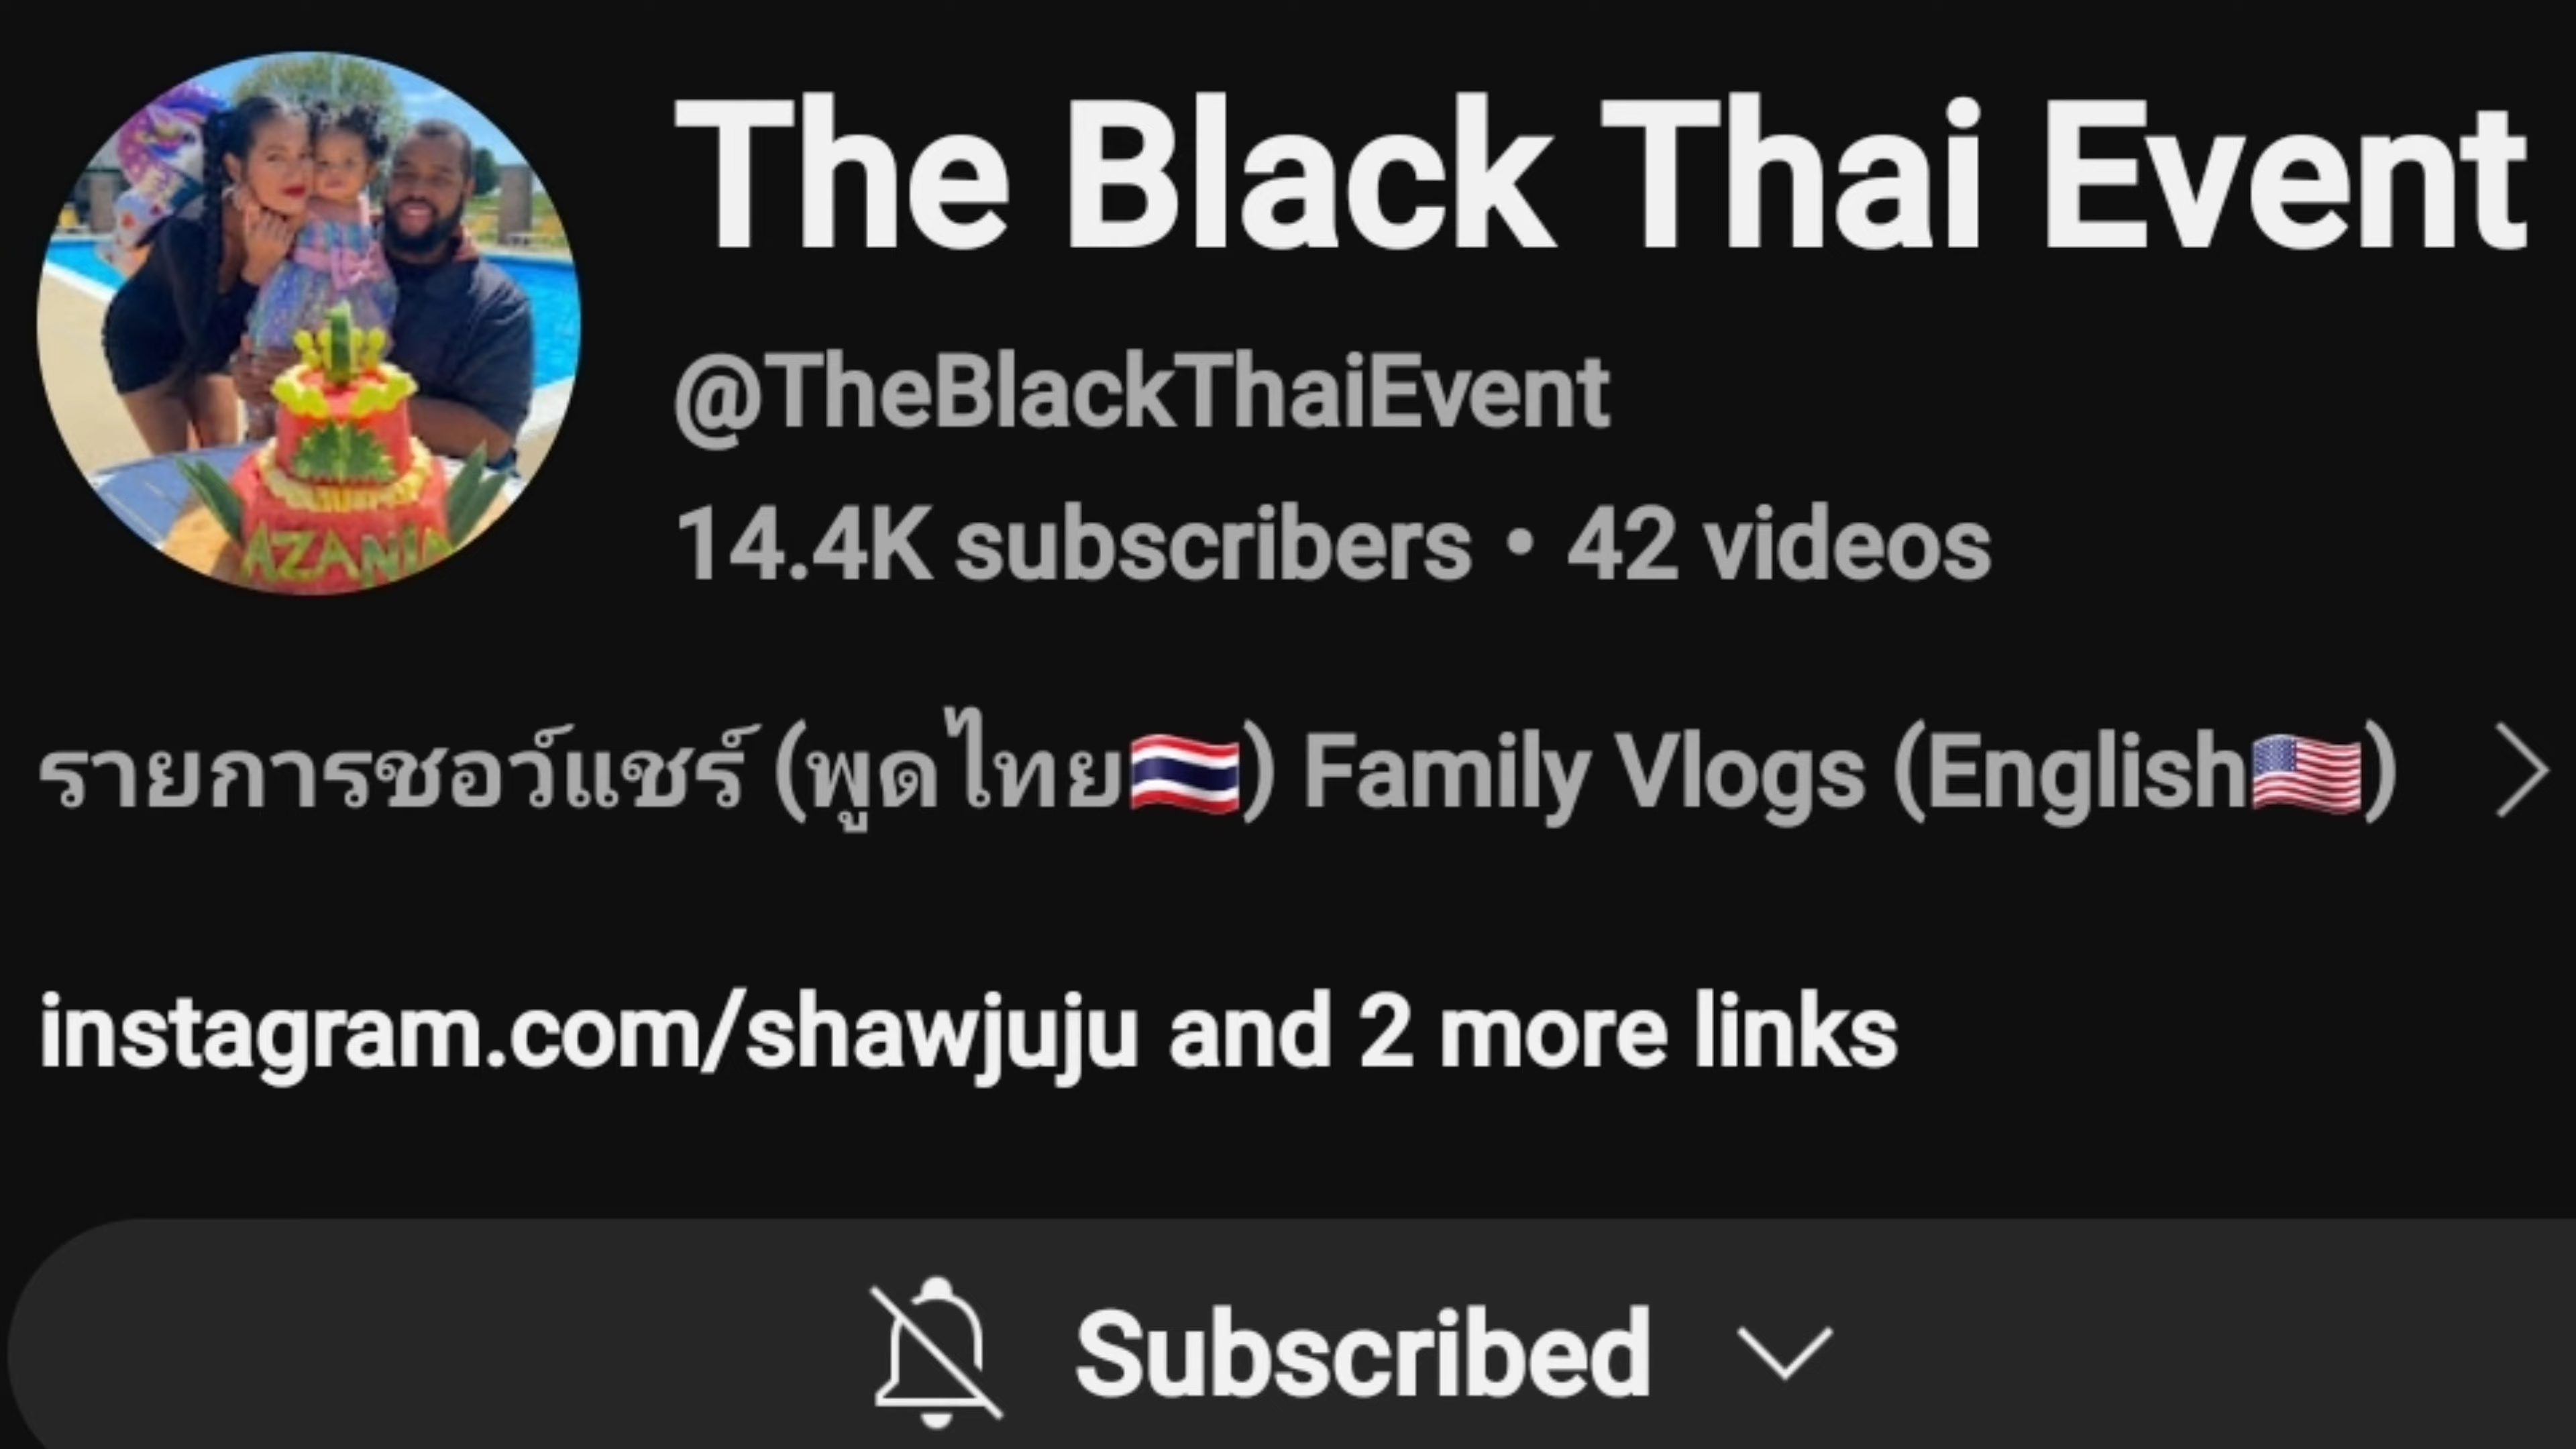 The Black Thai Event
@TheBlackThaiEvent
14.4K subscribers • 42 videos
รายการชอว์แชร์ (พูดไทย🇹🇭) Family Vlogs (English🇺🇸)
instagram.com/shawjuju and 2 more links
Subscribed
AZANIA